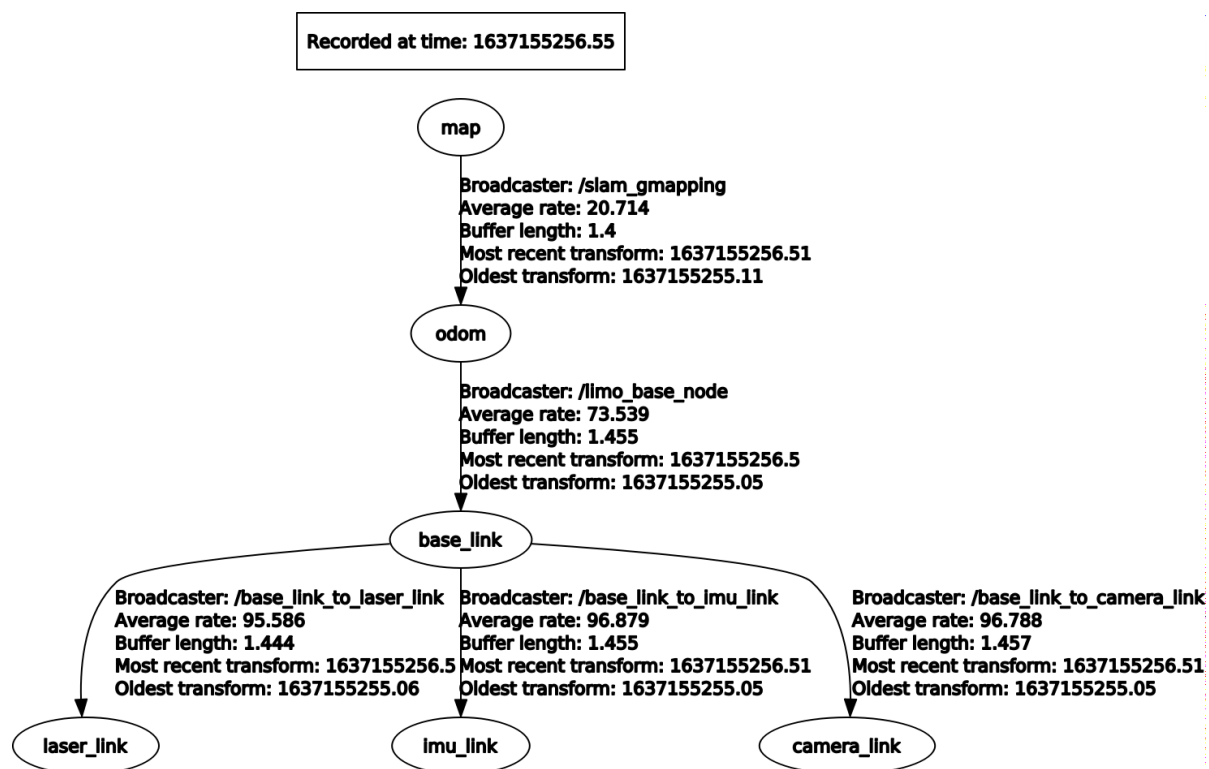 Recorded at time: 1637155256.55
map
Broadcaster: /slam_gmapping
Average rate: 20.714
Buffer length: 1.4
Most recent transform: 1637155256.51
Oldest transform: 1637155255.11
odom
Broadcaster: /limo_base_node
Average rate: 73.539
Buffer length: 1.455
Most recent transform: 1637155256.5
Oldest transform: 1637155255.05
base_link
Broadcaster: /base_link_to_laser_link
Average rate: 95.586
Buffer length: 1.444
Most recent transform: 1637155256.5
Oldest transform: 1637155255.06
Broadcaster: /base_link_to_imu_link
Average rate: 96.879
Buffer length: 1.455
Most recent transform: 1637155256.51
Oldest transform: 1637155255.05
Broadcaster: /base_link_to_camera_link
Average rate: 96.788
Buffer length: 1.457
Most recent transform: 1637155256.51
Oldest transform: 1637155255.05
laser_link
imu_link
camera_link